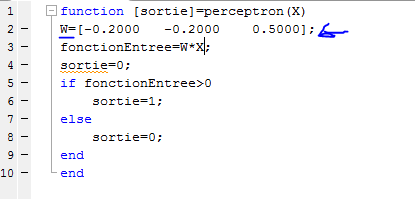 1 function [sortie]=perceptron(X)
2 - W=[-0.2000 -0.2000 0.5000];
3 - fonctionEntree=W*X;
4 - sortie=0;
5 - if fonctionEntree>0
6 - sortie=1;
7 - else
8 - sortie=0;
9 - end
10 - end